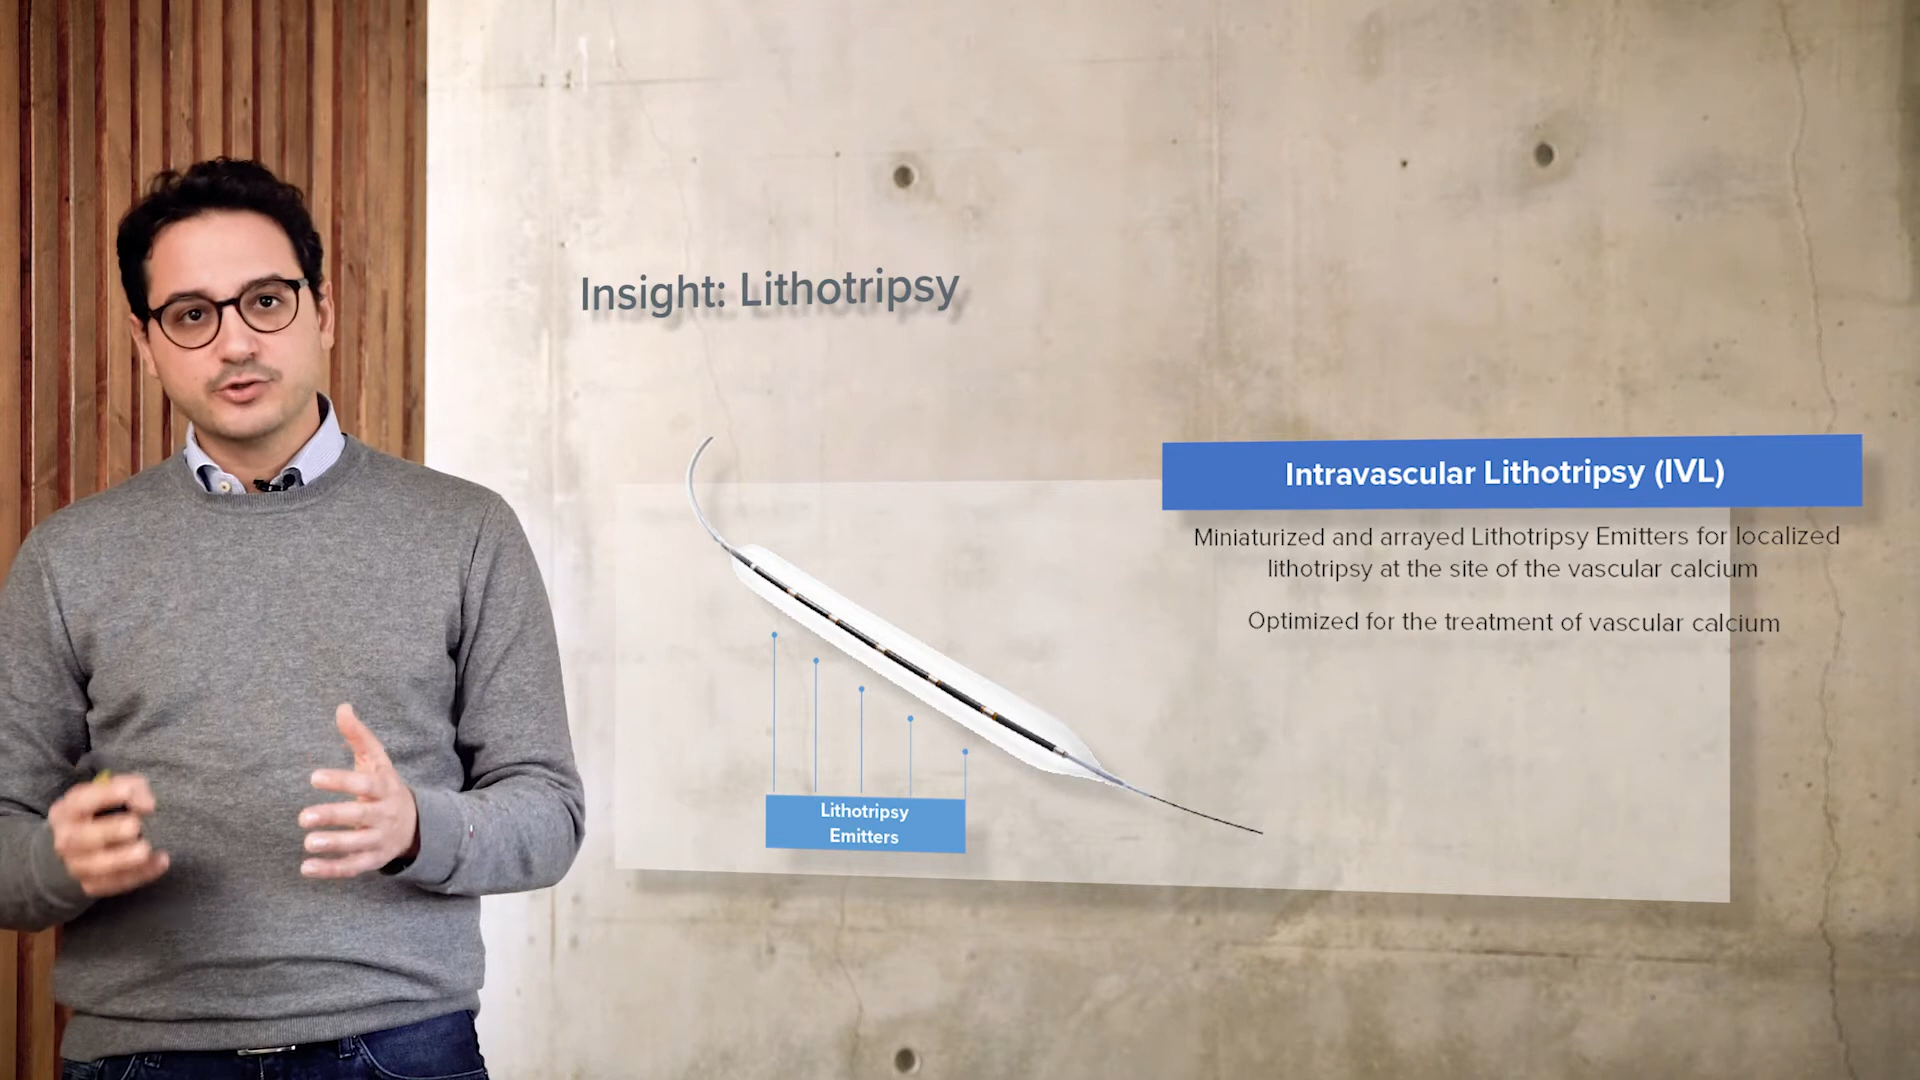 Insight: Lithotripsy
Intravascular Lithotripsy (IVL)
Miniaturized and arrayed Lithotripsy Emitters for localized
lithotripsy at the site of the vascular calcium
Optimized for the treatment of vascular calcium
Lithotripsy
Emitters